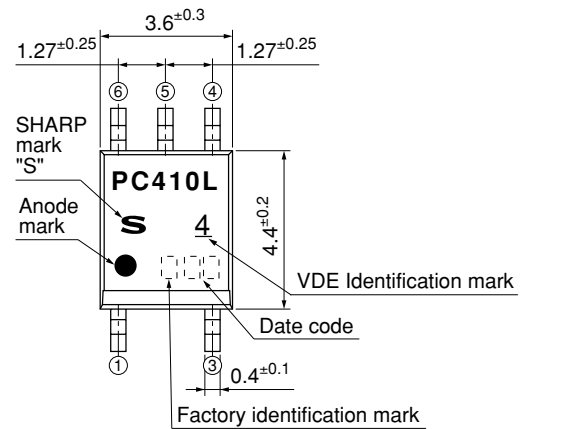 3.6±0.3
1.27±0.25
1.27±0.25
⑥
⑤
④
SHARP
mark
"S"
PC410L
Anode
mark
S
4
4.4±0.2
VDE Identification mark
Date code
①
③
0.4±0.1
Factory identification mark